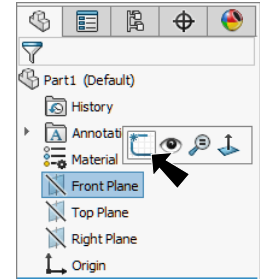 Part1 (Default)
History
Annotati
Material
Front Plane
Top Plane
Right Plane
Origin